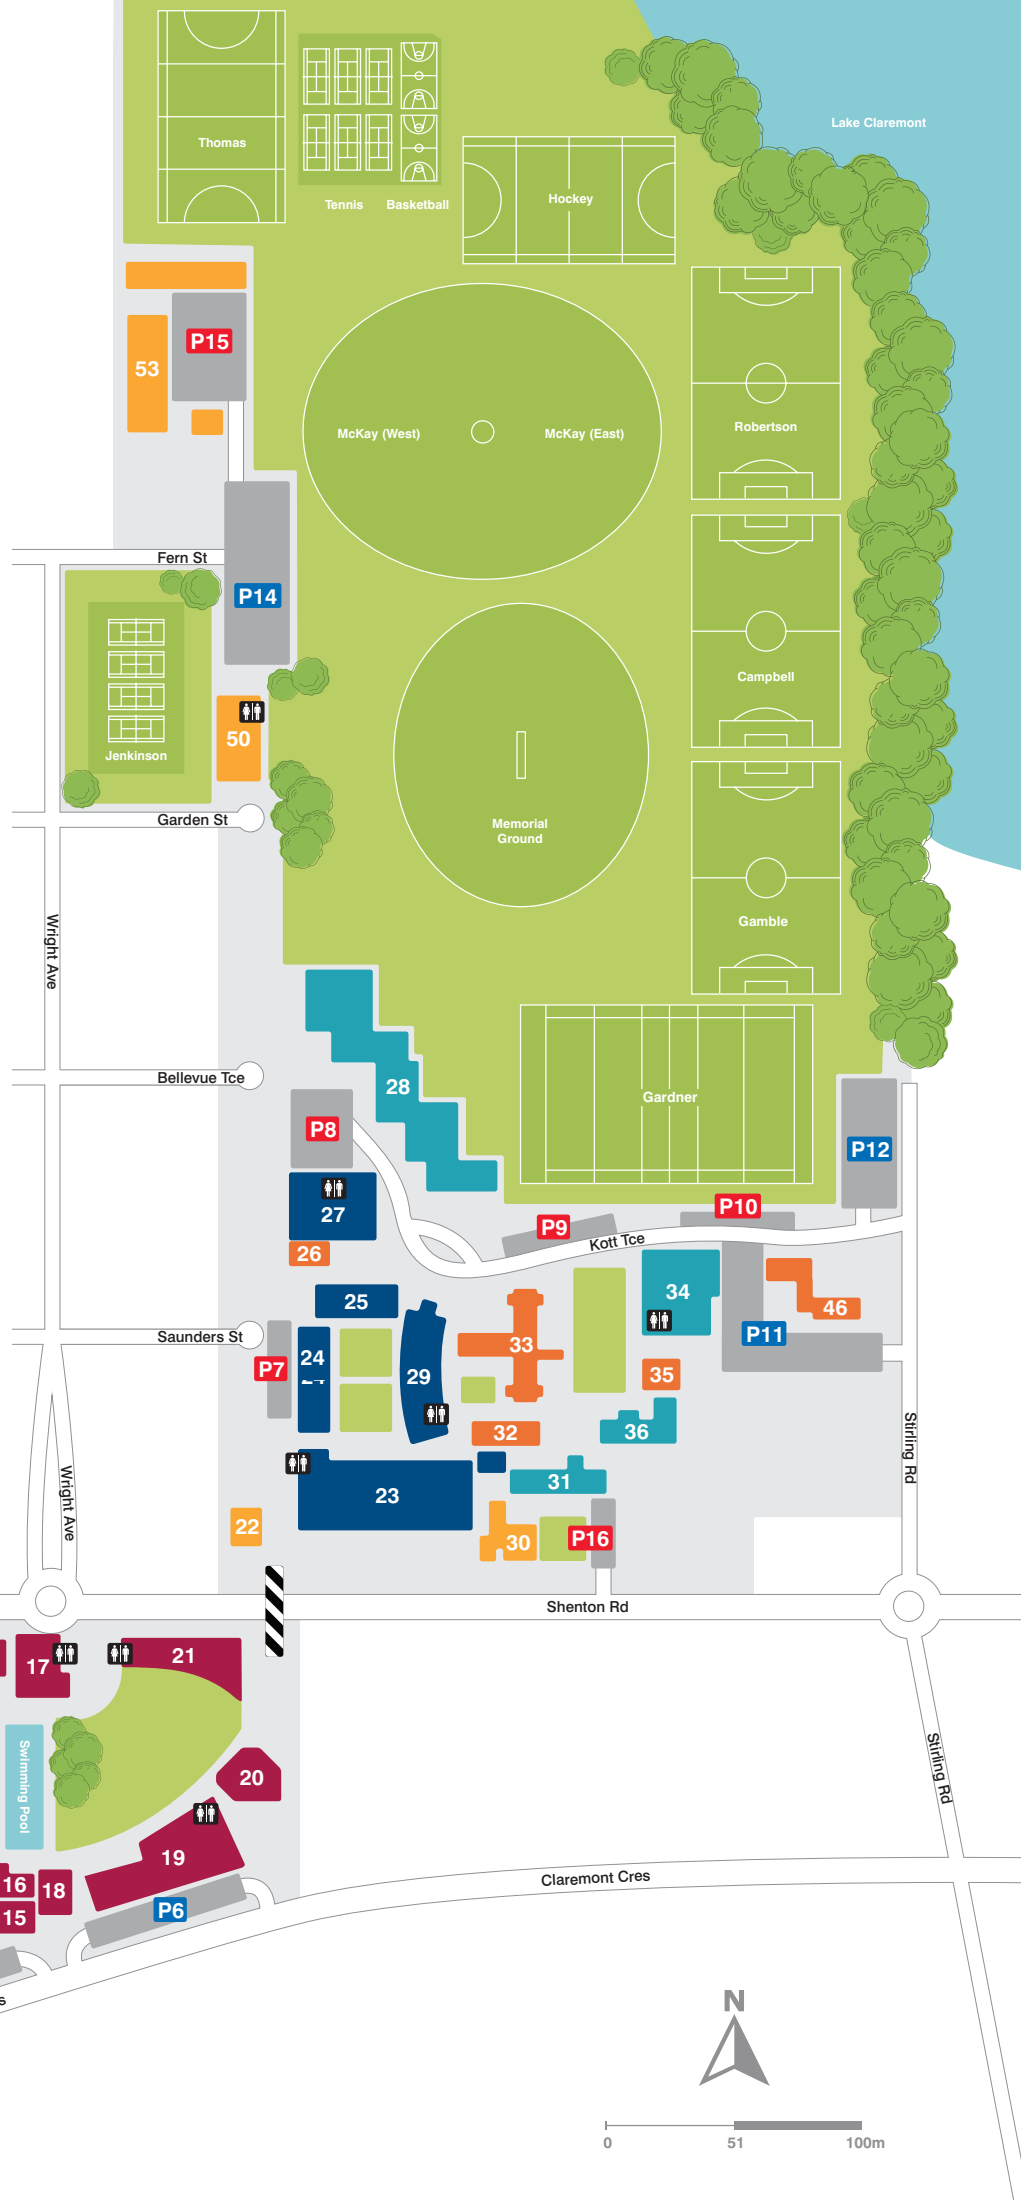 Lake Claremont
Thomas
Tennis
Basketball
Hockey
P15
53
McKay (West)
McKay (East)
Robertson
Fern St
P14
Campbell
50
Jenkinson
Garden St
Memorial
Ground
Gamble
Wright Ave
Bellevue Tce
28
Gardner
P8
P12
27
P10
P9
Kott Tce
26
25
34
46
P11
Saunders St
24
33
P7
29
35
32
36
Stirling Rd
Wright Ave
31
23
22
30
P16
Shenton Rd
17
21
Swimming Pool
20
Stirling Rd
19
16
18
15
Claremont Cres
P6
s
N
0
51
100m